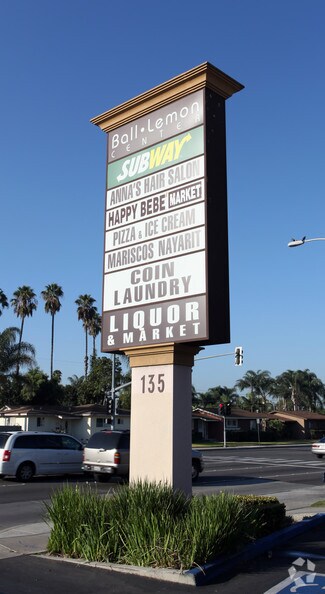 Ball • Lemon
CENTER
SUBWAY
ANNA'S HAIR SALON
HAPPY BEBE MARKET
PIZZA & ICE CREAM
MARISCOS NAYARIT
COIN
LAUNDRY
LIQUOR
& MARKET
135